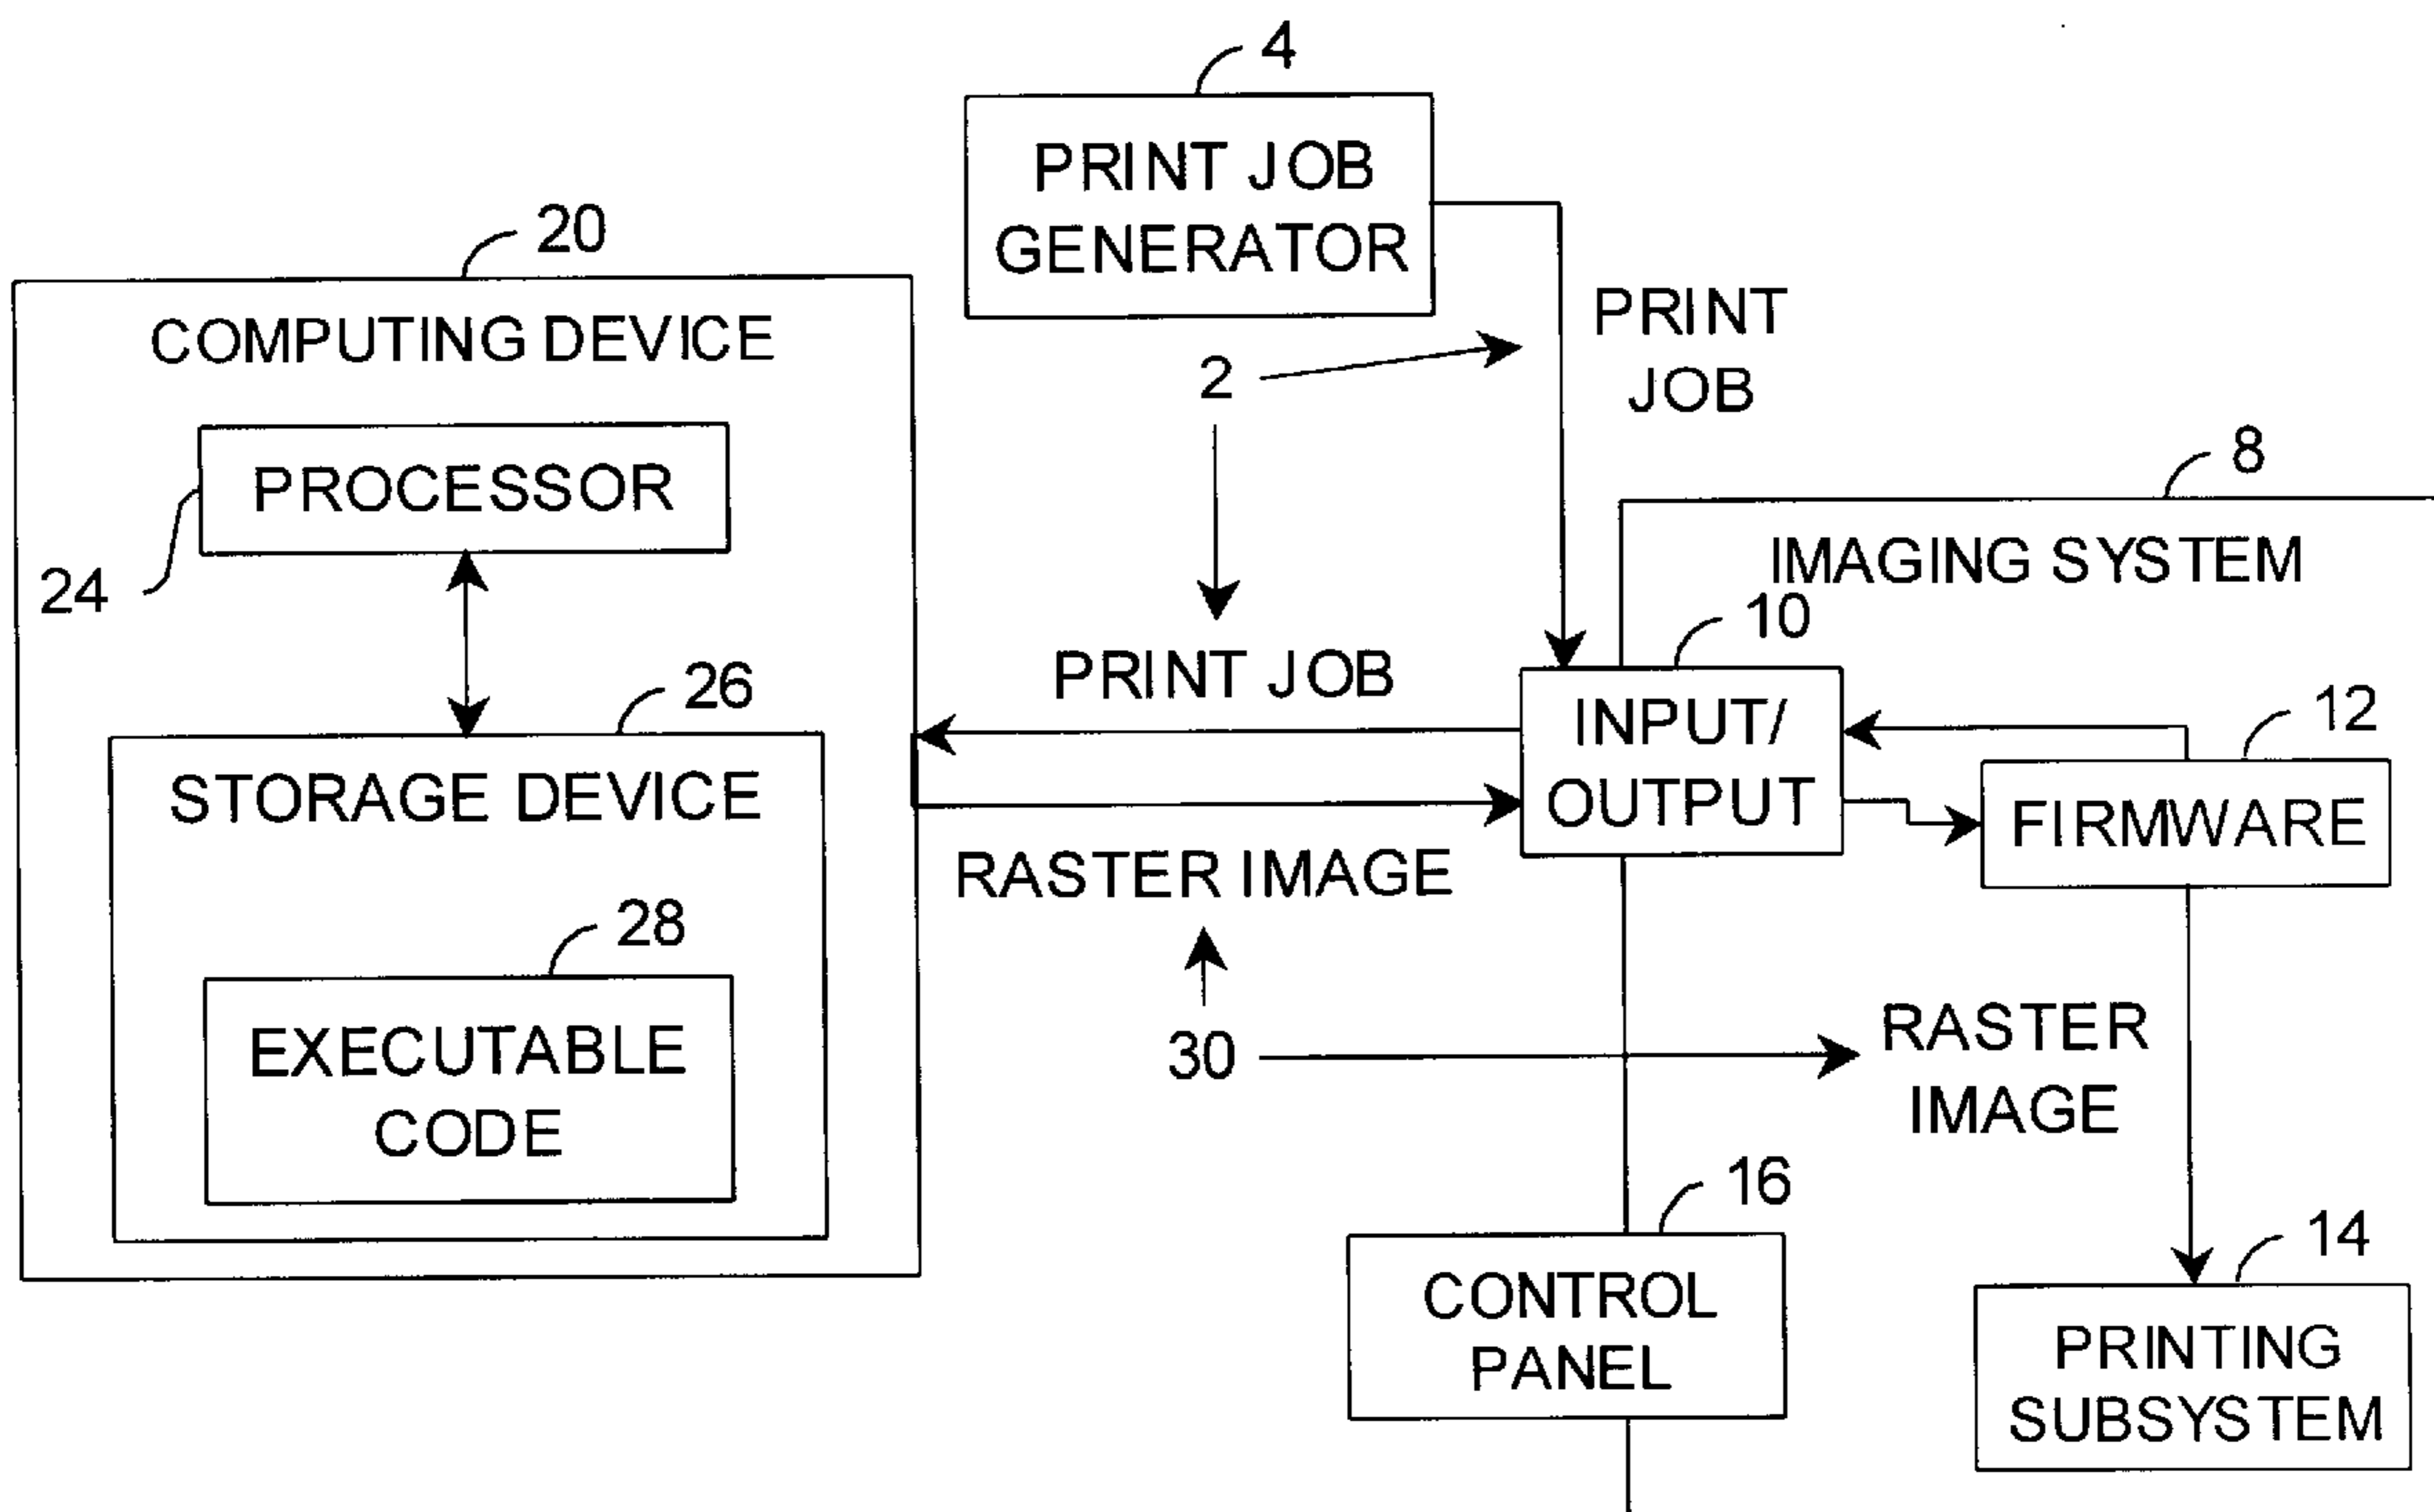 4
PRINT JOB
GENERATOR
20
COMPUTING DEVICE
PRINT
JOB
2
8
PROCESSOR
24
IMAGING SYSTEM
10
PRINT JOB
26
INPUT/
OUTPUT
12
STORAGE DEVICE
FIRMWARE
RASTER IMAGE
28
EXECUTABLE
CODE
30
RASTER
IMAGE
16
CONTROL
PANEL
14
PRINTING
SUBSYSTEM